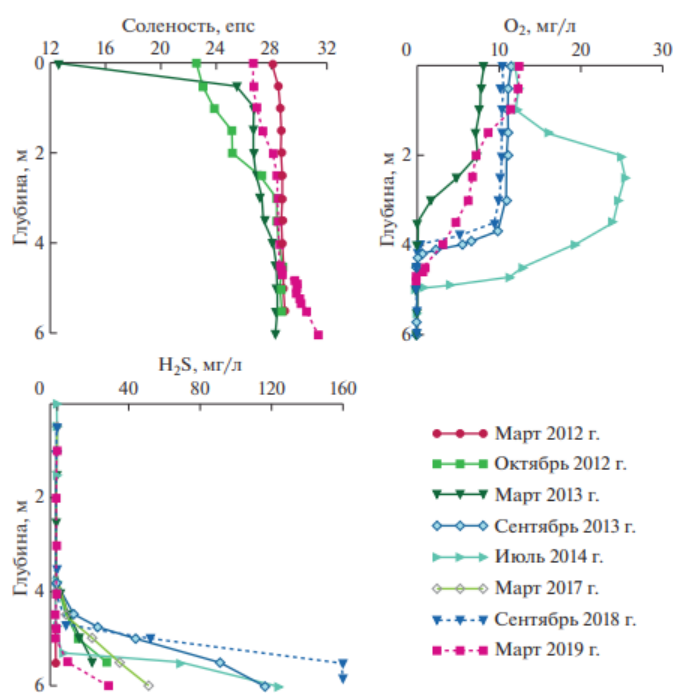 Соленость, епс
12 16 20 24 28 32
0
2
4
6
Глубина, м
O₂, мг/л
0 10 20 30
2
4
6
Глубина, м
H₂S, мг/л
0 40 80 120 160
2
4
6
Глубина, м
Март 2012 г.
Октябрь 2012 г.
Март 2013 г.
Сентябрь 2013 г.
Июль 2014 г.
Март 2017 г.
Сентябрь 2018 г.
Март 2019 г.